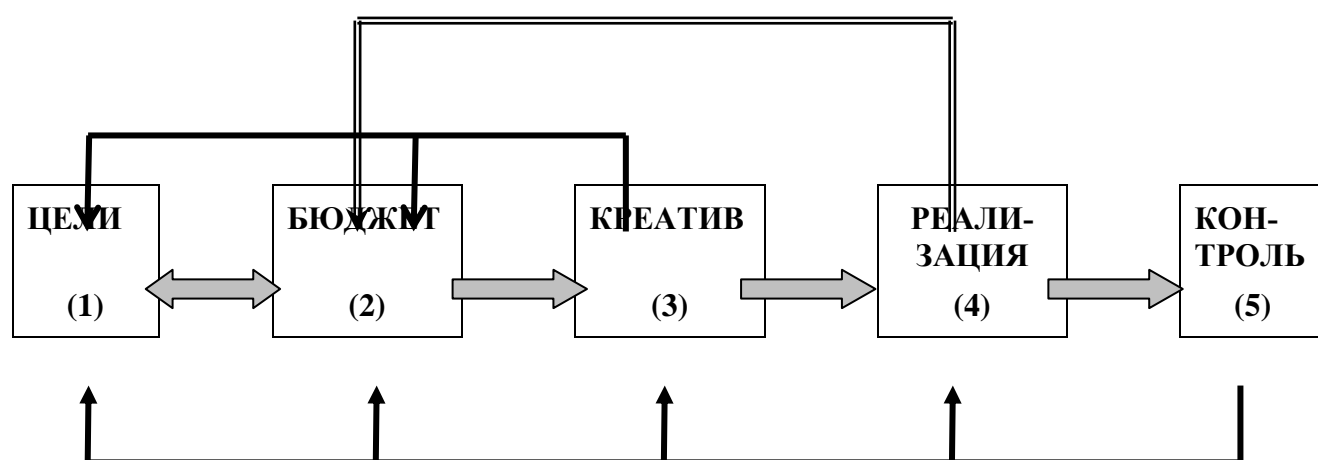 ЦЕЛИ
(1)
БЮДЖЕТ
(2)
КРЕАТИВ
(3)
РЕАЛИ-
ЗАЦИЯ
(4)
КОН-
ТРОЛЬ
(5)